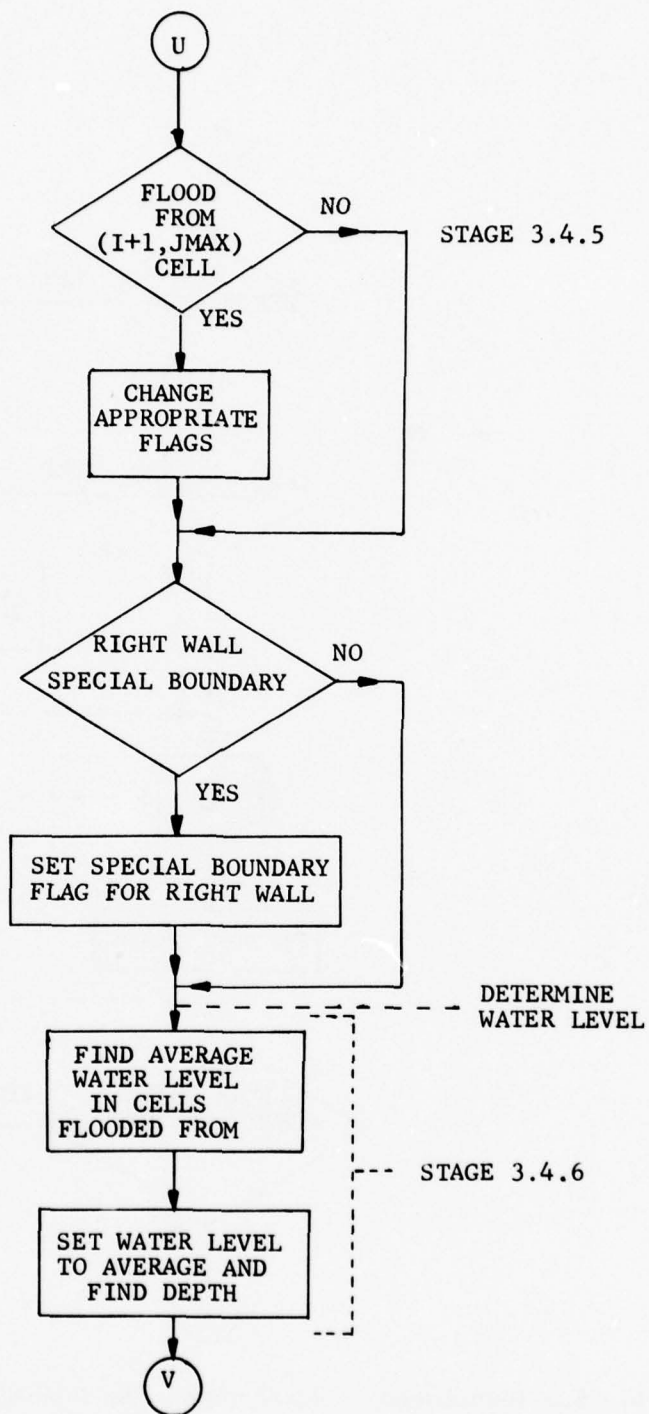 U
FLOOD
FROM
(I+1,JMAX)
CELL
NO
STAGE 3.4.5
YES
CHANGE
APPROPRIATE
FLAGS
RIGHT WALL
SPECIAL BOUNDARY
NO
YES
SET SPECIAL BOUNDARY
FLAG FOR RIGHT WALL
DETERMINE
WATER LEVEL
FIND AVERAGE
WATER LEVEL
IN CELLS
FLOODED FROM
STAGE 3.4.6
SET WATER LEVEL
TO AVERAGE AND
FIND DEPTH
V